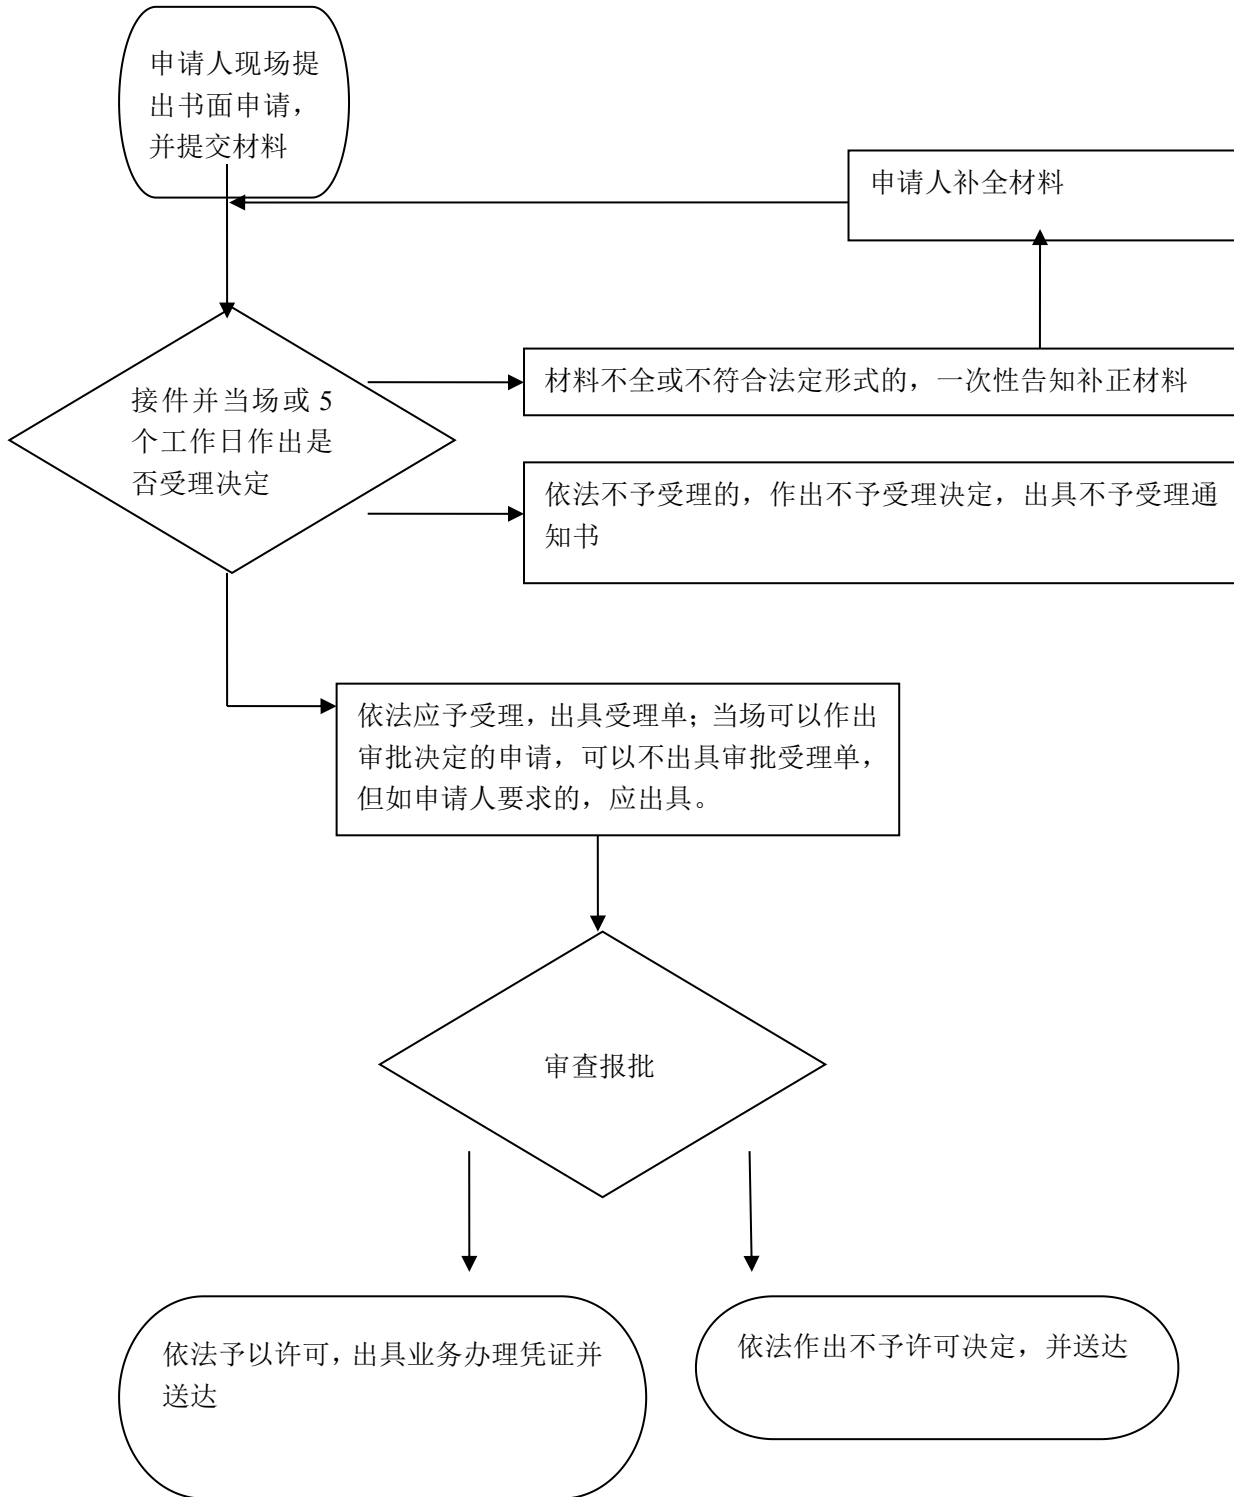 申请人现场提
出书面申请，
并提交材料
申请人补全材料
材料不全或不符合法定形式的，一次性告知补正材料
接件并当场或 5
个工作日作出是
否受理决定
依法不予受理的，作出不予受理决定，出具不予受理通
知书
依法应予受理，出具受理单；当场可以作出
审批决定的申请，可以不出具审批受理单，
但如申请人要求的，应出具。
审查报批
依法予以许可，出具业务办理凭证并
送达
依法作出不予许可决定，并送达